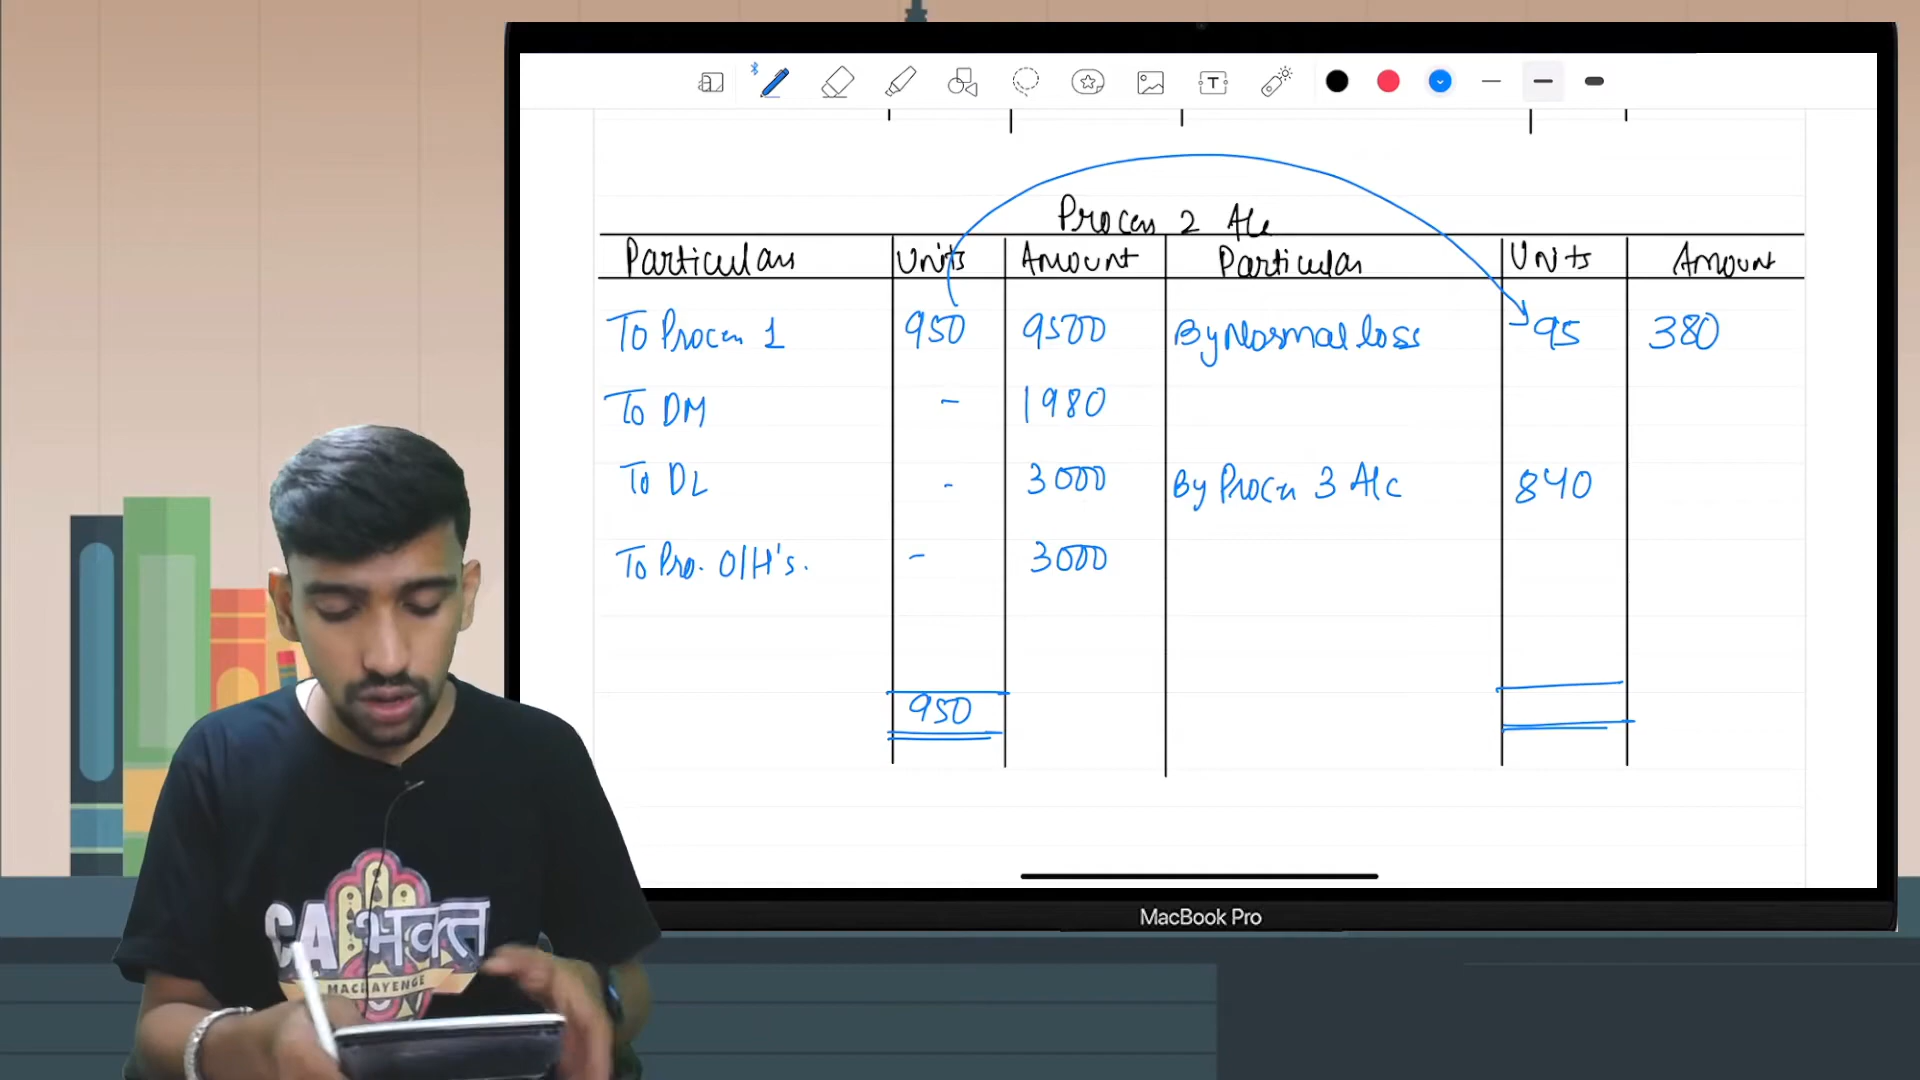 Process 2 A/c
Particulars Units Amount Particular Units Amount
To Process 1 950 9500 By Normal loss 95 380
To DM - 1980
To DL - 3000 By Process 3 A/c 840
To Pro. O/H's. - 3000
950
CA भक्त
MacBook Pro